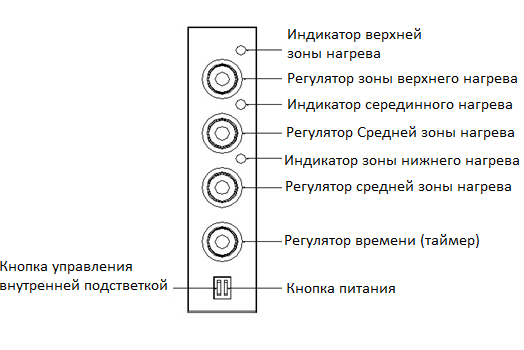 Индикатор верхней
зоны нагрева
Регулятор зоны верхнего нагрева
Индикатор серединного нагрева
Регулятор Средней зоны нагрева
Индикатор зоны нижнего нагрева
Регулятор средней зоны нагрева
Регулятор времени (таймер)
Кнопка управления
внутренней подстветкой
Кнопка питания